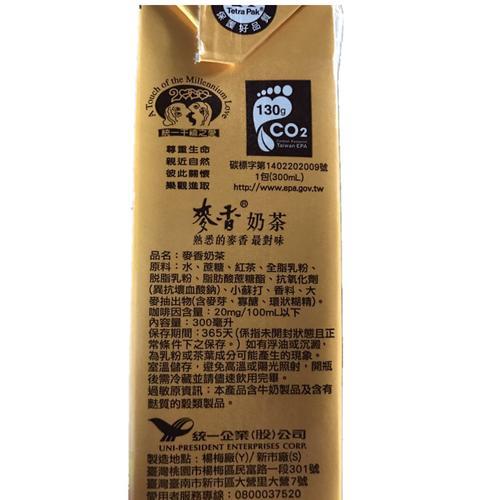 Tetra Pak®
保護好品質
A Touch of the Millennium Love
統一千禧之愛
尊重生命
親近自然
彼此關懷
樂觀進取
130g
CO2
Taiwan EPA
碳標字第1402202009號
1包(300mL)
http://www.epa.gov.tw
麥香®奶茶
熟悉的麥香 最對味
品名：麥香奶茶
原料：水、蔗糖、紅茶、全脂乳粉、
脫脂乳粉、脂肪酸蔗糖酯、抗氧化劑
(異抗壞血酸鈉)、小蘇打、香料、大
麥抽出物(含麥芽、寡醣、環狀糊精)。
咖啡因含量：20mg/100mL以下
內容量：300毫升
保存期間：365天(係指未開封狀態且正
常條件下之保存。)如有浮油或沉澱，
為乳粉或茶葉成分可能產生的現象。
室溫儲存，避免高溫或陽光照射，開瓶
後需冷藏並請儘速飲用完畢。
過敏原資訊：本產品含牛奶製品及含有
麩質的穀類製品。
統一企業(股)公司
UNI-PRESIDENT ENTERPRISES CORP.
製造地點：楊梅廠(Y)/ 新市廠(S)
臺灣桃園市楊梅區民富路一段301號
臺灣臺南市新市區大營里大營7號
愛用者服務專線：0800037520